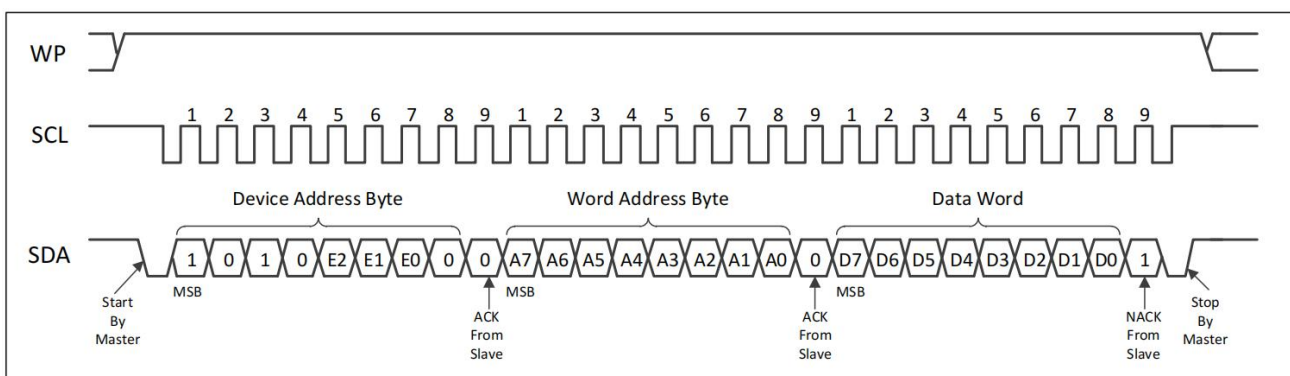 WP
1 2 3 4 5 6 7 8 9 1 2 3 4 5 6 7 8 9 1 2 3 4 5 6 7 8 9
SCL
Device Address Byte Word Address Byte Data Word
SDA 1 0 1 0 E2 E1 E0 0 0 A7 A6 A5 A4 A3 A2 A1 A0 0 D7 D6 D5 D4 D3 D2 D1 D0 1
MSB MSB MSB
Start
By
Master
ACK
From
Slave
ACK
From
Slave
NACK
From
Slave
Stop
By
Master